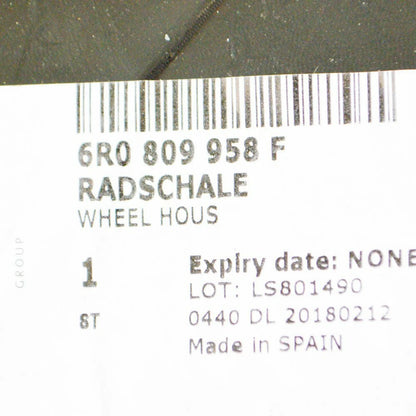 6R0 809 958 F
RADSCHALE
WHEEL HOUS
GROUP
1
Expiry date: NONE
LOT: LS801490
ST
0440 DL 20180212
Made in SPAIN